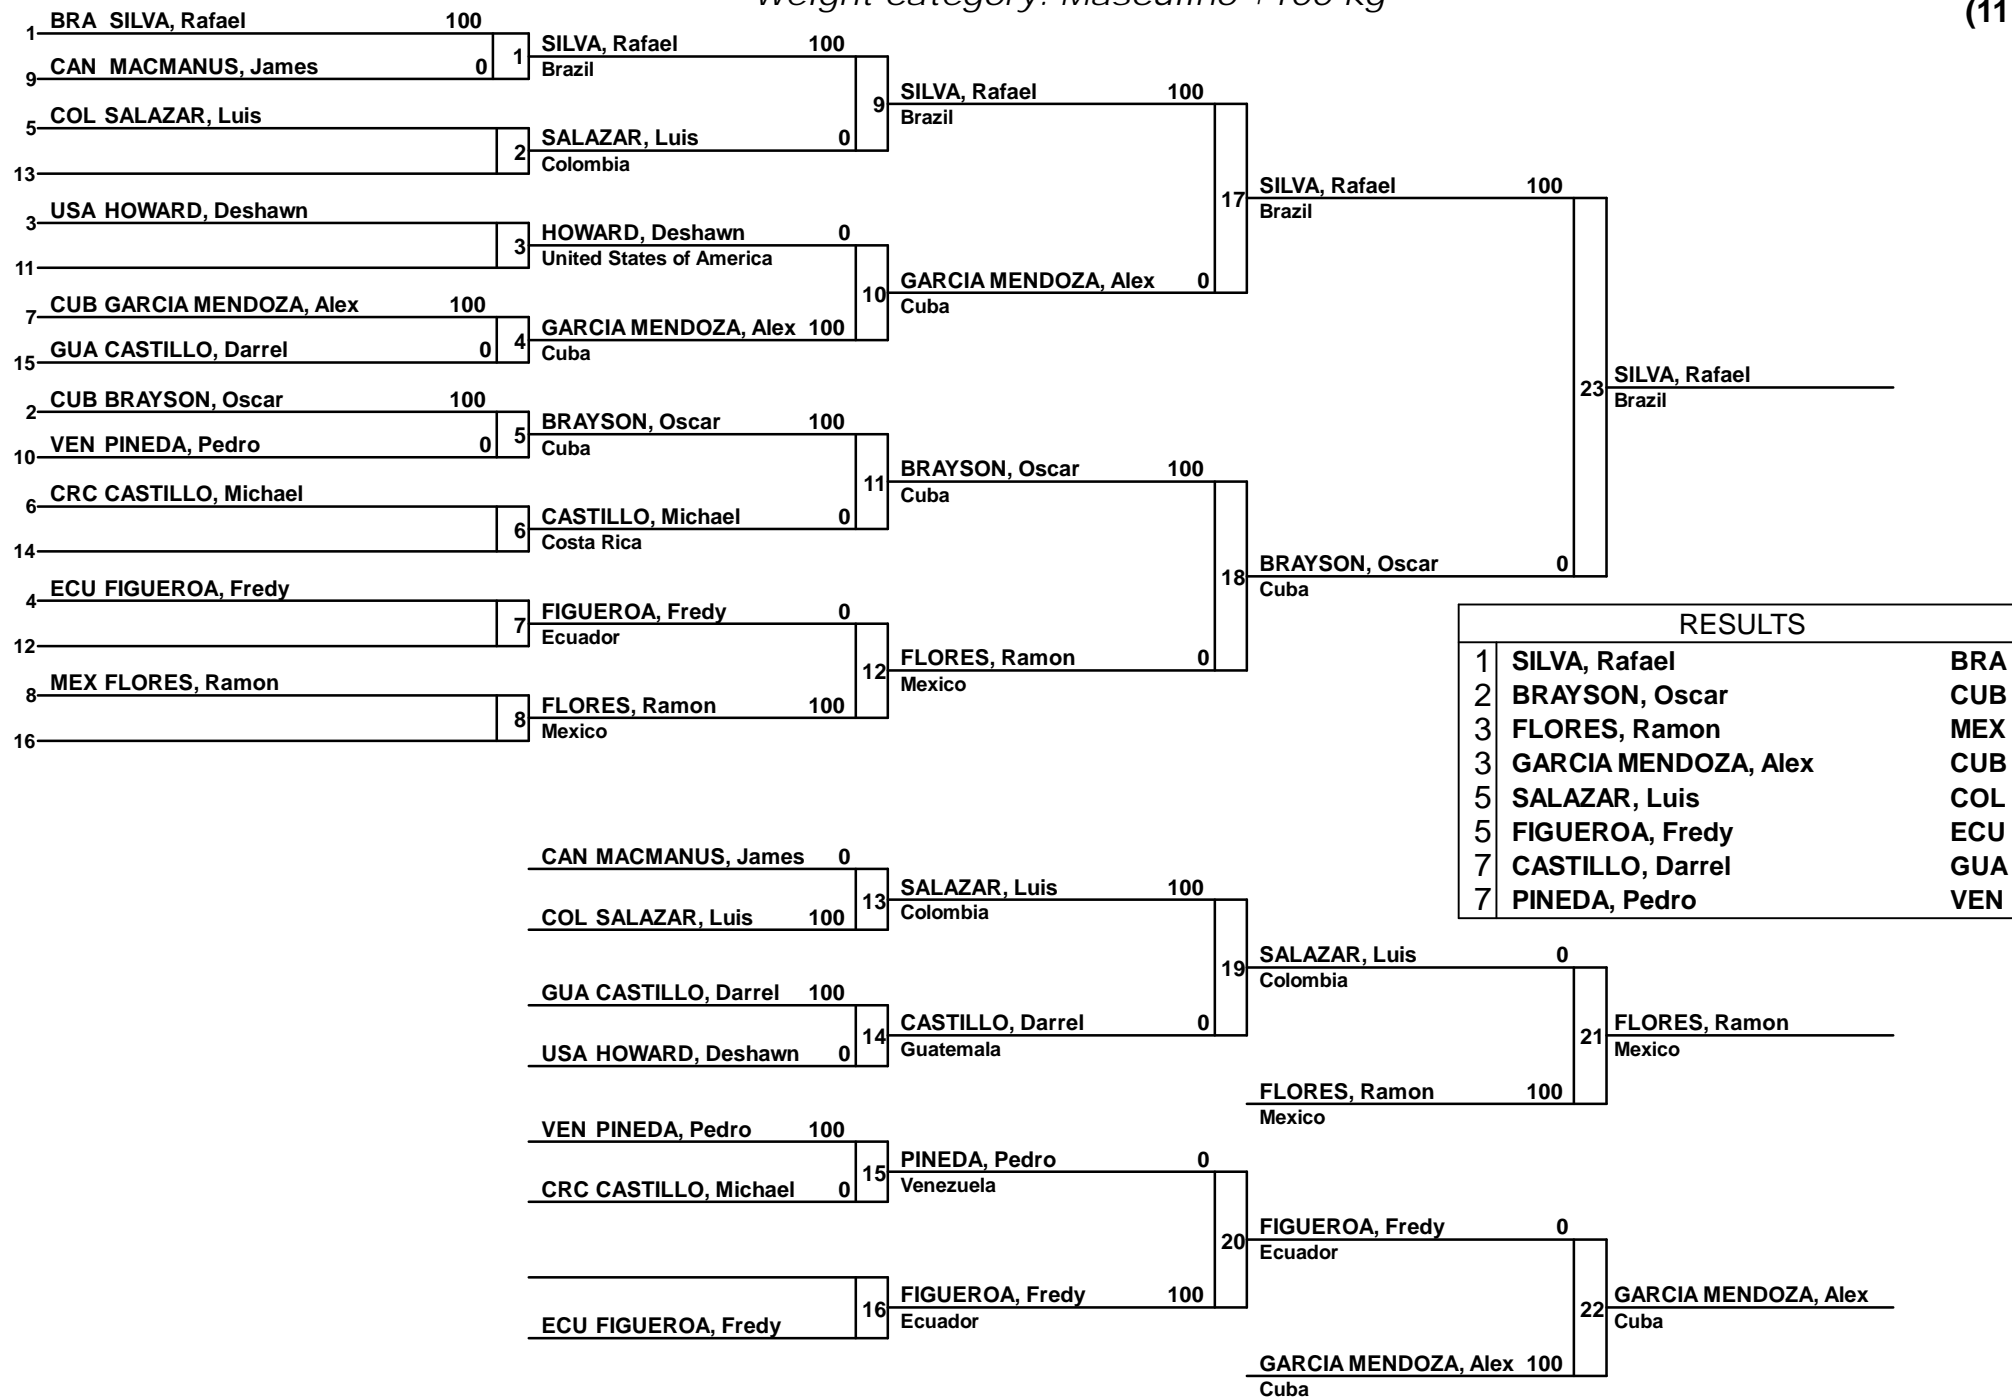 Weight category: Masculino +100 kg
(11
1 BRA SILVA, Rafael 100
9 CAN MACMANUS, James 0
1
5 COL SALAZAR, Luis
13
2
3 USA HOWARD, Deshawn
11
3
7 CUB GARCIA MENDOZA, Alex 100
15 GUA CASTILLO, Darrel 0
4
2 CUB BRAYSON, Oscar 100
10 VEN PINEDA, Pedro 0
5
6 CRC CASTILLO, Michael
14
6
4 ECU FIGUEROA, Fredy
12
7
8 MEX FLORES, Ramon
16
8
SILVA, Rafael 100
Brazil
SALAZAR, Luis 0
Colombia
9
HOWARD, Deshawn 0
United States of America
GARCIA MENDOZA, Alex 100
Cuba
10
BRAYSON, Oscar 100
Cuba
CASTILLO, Michael 0
Costa Rica
11
FIGUEROA, Fredy 0
Ecuador
FLORES, Ramon 100
Mexico
12
SILVA, Rafael 100
Brazil
GARCIA MENDOZA, Alex 0
Cuba
17
BRAYSON, Oscar 100
Cuba
FLORES, Ramon 0
Mexico
18
SILVA, Rafael 100
Brazil
BRAYSON, Oscar 0
Cuba
23
SILVA, Rafael
Brazil
RESULTS
1 SILVA, Rafael BRA
2 BRAYSON, Oscar CUB
3 FLORES, Ramon MEX
3 GARCIA MENDOZA, Alex CUB
5 SALAZAR, Luis COL
5 FIGUEROA, Fredy ECU
7 CASTILLO, Darrel GUA
7 PINEDA, Pedro VEN
CAN MACMANUS, James 0
COL SALAZAR, Luis 100
13
GUA CASTILLO, Darrel 100
USA HOWARD, Deshawn 0
14
VEN PINEDA, Pedro 100
CRC CASTILLO, Michael 0
15
ECU FIGUEROA, Fredy
16
SALAZAR, Luis 100
Colombia
CASTILLO, Darrel 0
Guatemala
19
PINEDA, Pedro 0
Venezuela
FIGUEROA, Fredy 100
Ecuador
20
SALAZAR, Luis 0
Colombia
FLORES, Ramon 100
Mexico
21
FLORES, Ramon
Mexico
FIGUEROA, Fredy 0
Ecuador
GARCIA MENDOZA, Alex 100
Cuba
22
GARCIA MENDOZA, Alex
Cuba